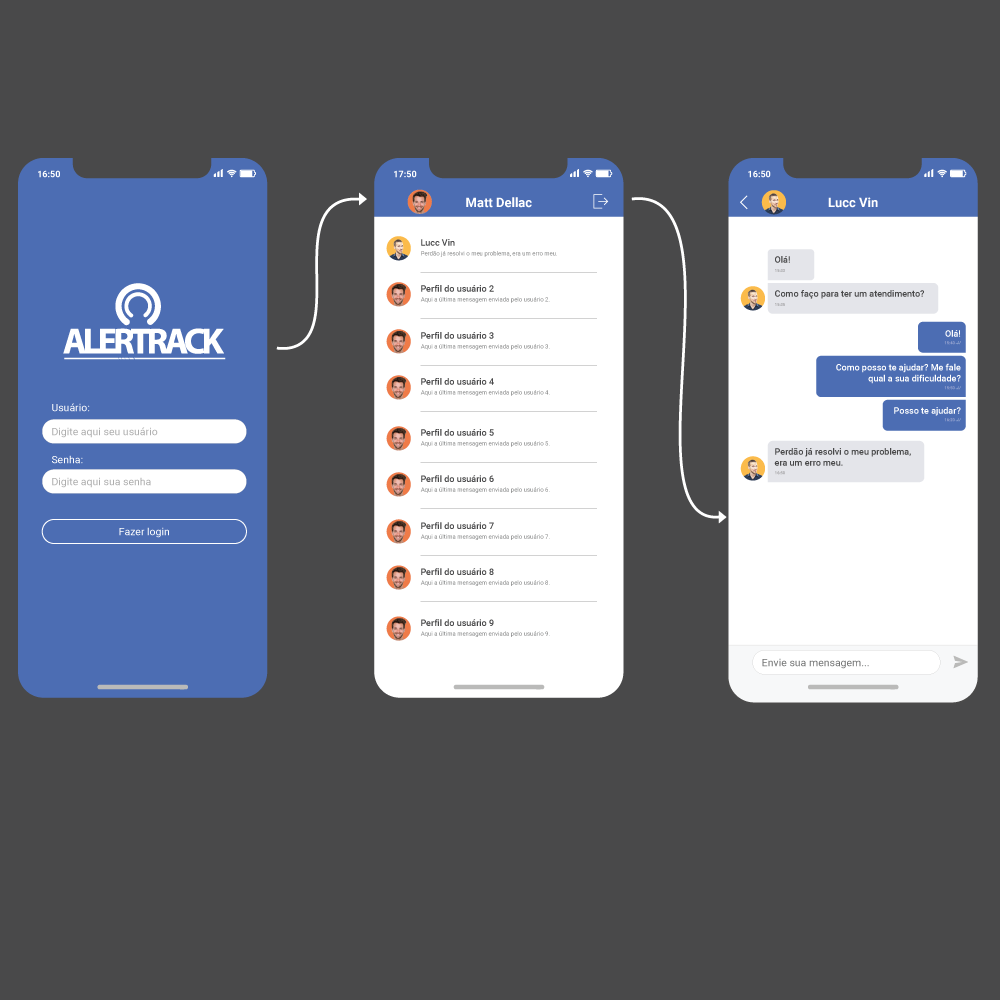 16:50
ALERTRACK
Usuário:
Digite aqui seu usuário
Senha:
Digite aqui sua senha
Fazer login
17:50
Matt Dellac
Lucc Vin
Perdão já resolvi o meu problema, era um erro meu.
Perfil do usuário 2
Aqui a última mensagem enviada pelo usuário 2.
Perfil do usuário 3
Aqui a última mensagem enviada pelo usuário 3.
Perfil do usuário 4
Aqui a última mensagem enviada pelo usuário 4.
Perfil do usuário 5
Aqui a última mensagem enviada pelo usuário 5.
Perfil do usuário 6
Aqui a última mensagem enviada pelo usuário 6.
Perfil do usuário 7
Aqui a última mensagem enviada pelo usuário 7.
Perfil do usuário 8
Aqui a última mensagem enviada pelo usuário 8.
Perfil do usuário 9
Aqui a última mensagem enviada pelo usuário 9.
16:50
Lucc Vin
Olá!
Como faço para ter um atendimento?
Olá!
Como posso te ajudar? Me fale
qual a sua dificuldade?
Posso te ajudar?
Perdão já resolvi o meu problema,
era um erro meu.
Envie sua mensagem...